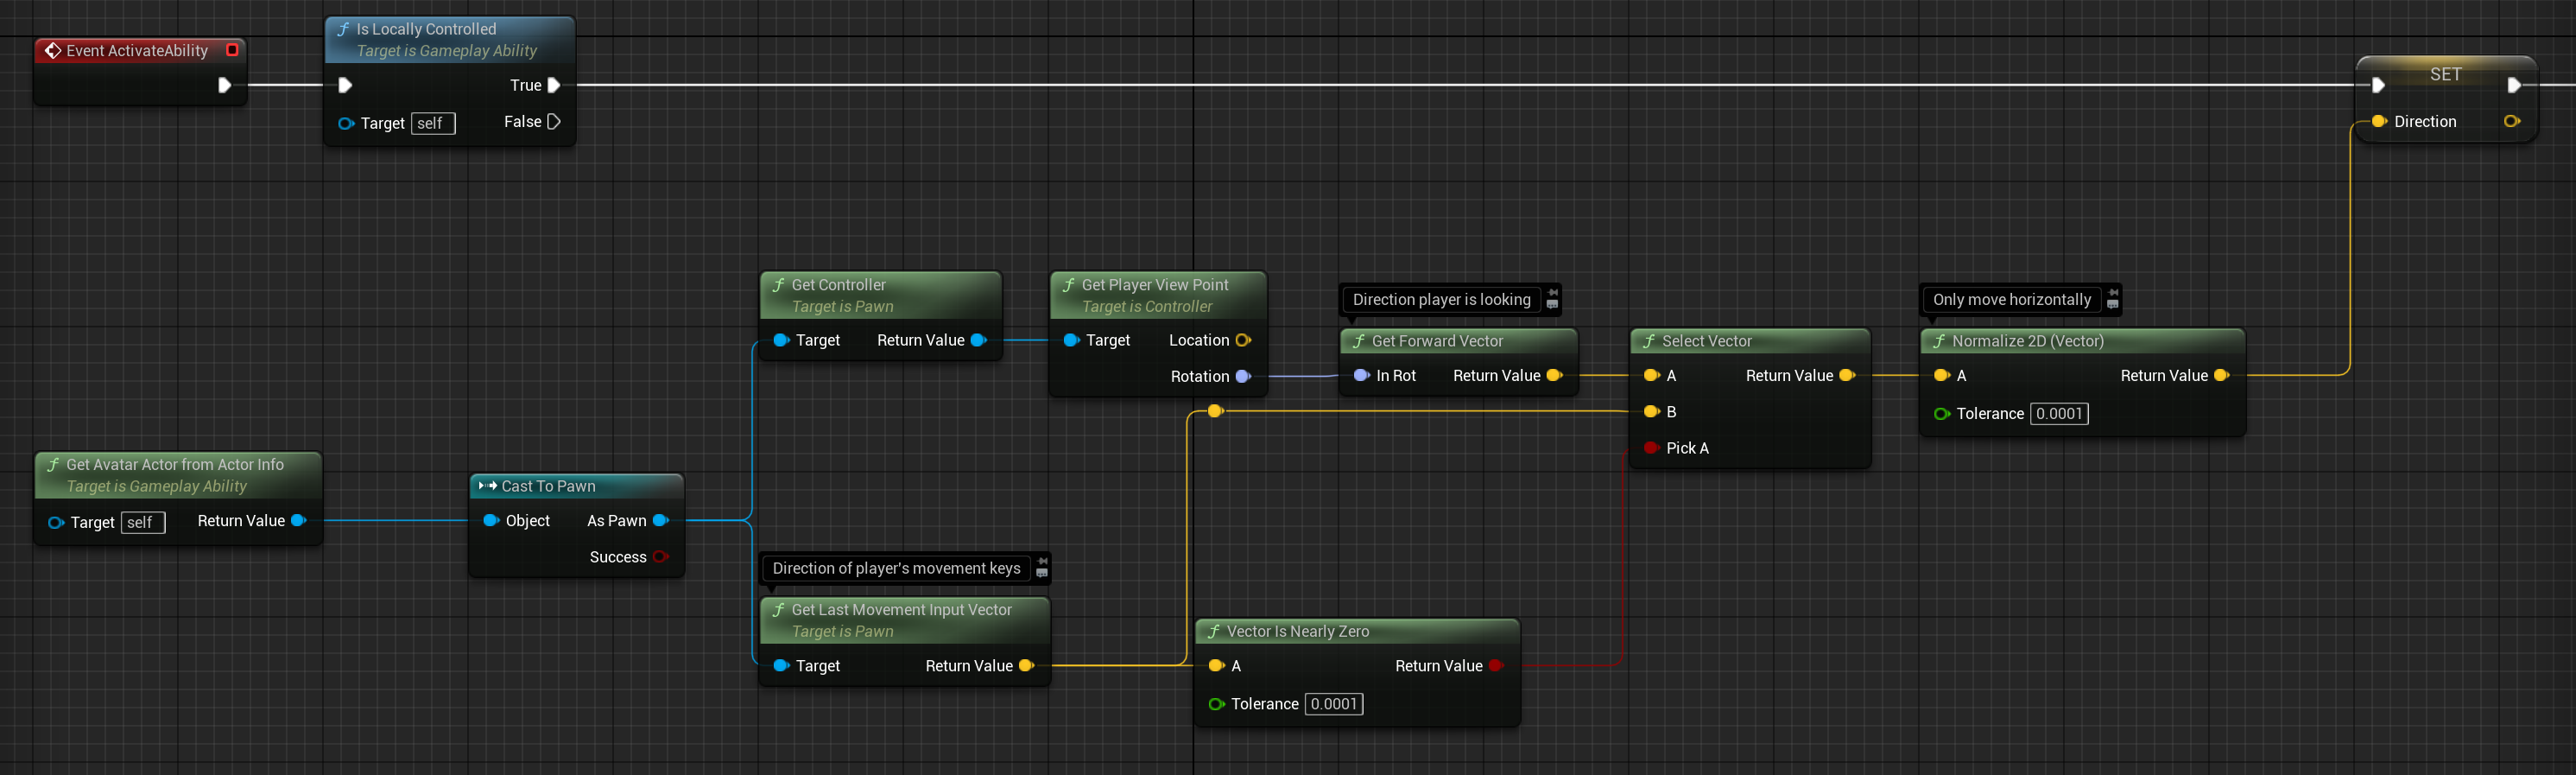 Event ActivateAbility
Is Locally Controlled
Target is Gameplay Ability
True
Target self
False
SET
Direction
Get Controller
Target is Pawn
Target Return Value
Get Player View Point
Target is Controller
Target Location
Rotation
Direction player is looking
Get Forward Vector
In Rot Return Value
Select Vector
A Return Value
B
Pick A
Only move horizontally
Normalize 2D (Vector)
A Return Value
Tolerance 0.0001
Get Avatar Actor from Actor Info
Target is Gameplay Ability
Target self Return Value
Cast To Pawn
Object As Pawn
Success
Direction of player's movement keys
Get Last Movement Input Vector
Target is Pawn
Target Return Value
Vector Is Nearly Zero
A Return Value
Tolerance 0.0001